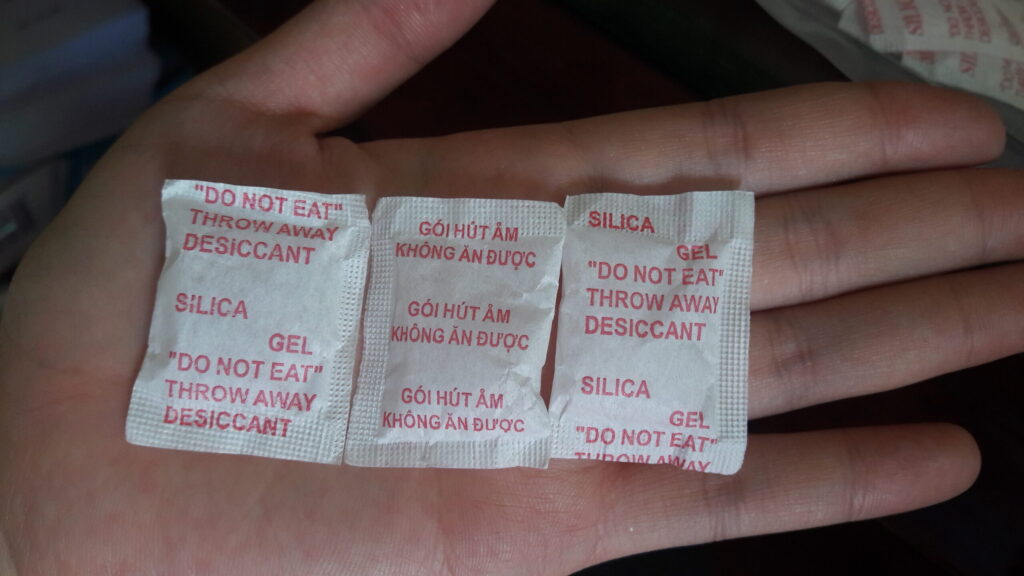 "DO NOT EAT"
THROW AWAY
DESICCANT
SILICA
GEL
"DO NOT EAT"
THROW AWAY
DESICCANT
GÓI HÚT ẨM
KHÔNG ĂN ĐƯỢC
GÓI HÚT ẨM
KHÔNG ĂN ĐƯỢC
GÓI HÚT ẨM
KHÔNG ĂN ĐƯỢC
SILICA
GEL
"DO NOT EAT"
THROW AWAY
DESICCANT
SILICA
GEL
"DO NOT EAT"
THROW AWAY